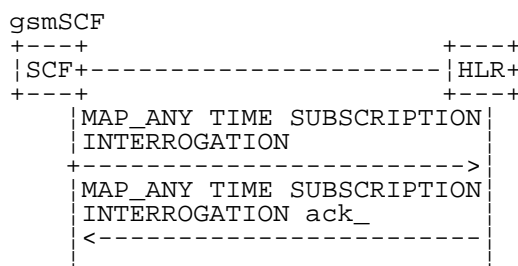 gsmSCF
SCF
HLR
MAP_ANY TIME SUBSCRIPTION
INTERROGATION
MAP_ANY TIME SUBSCRIPTION
INTERROGATION ack_